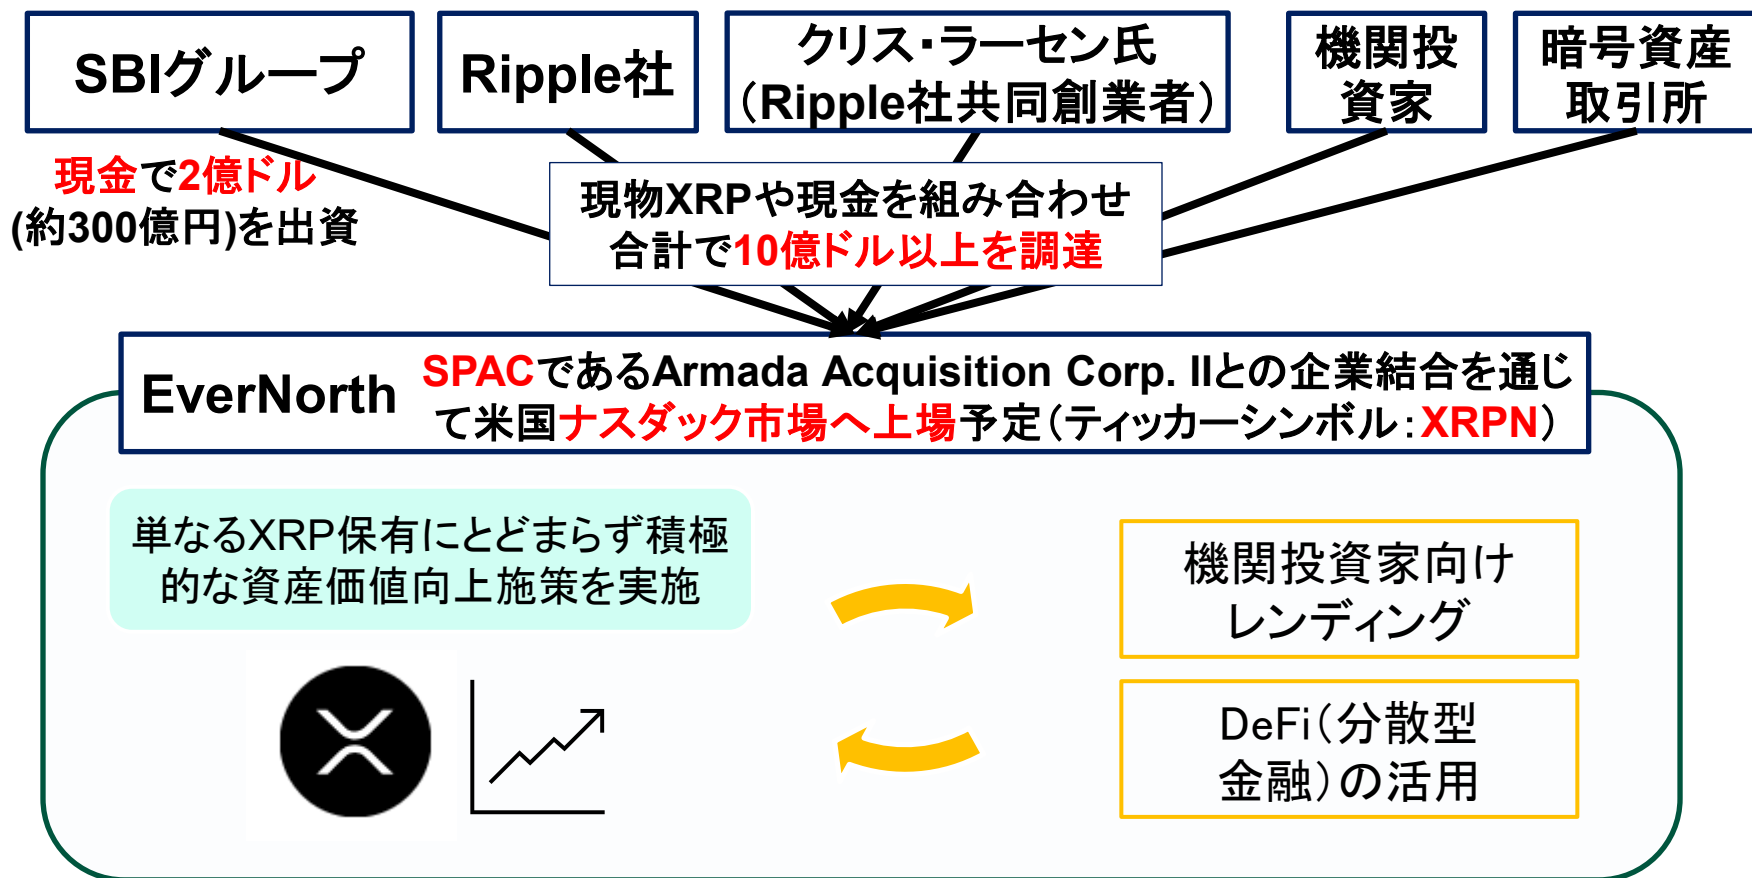 SBIグループ
Ripple社
クリス・ラーセン氏
（Ripple社共同創業者）
機関投
資家
暗号資産
取引所
現金で2億ドル
(約300億円)を出資
現物XRPや現金を組み合わせ
合計で10億ドル以上を調達
EverNorth
SPACであるArmada Acquisition Corp. IIとの企業結合を通じ
て米国ナスダック市場へ上場予定（ティッカーシンボル：XRPN）
単なるXRP保有にとどまらず積極
的な資産価値向上施策を実施
機関投資家向け
レンディング
DeFi（分散型
金融）の活用